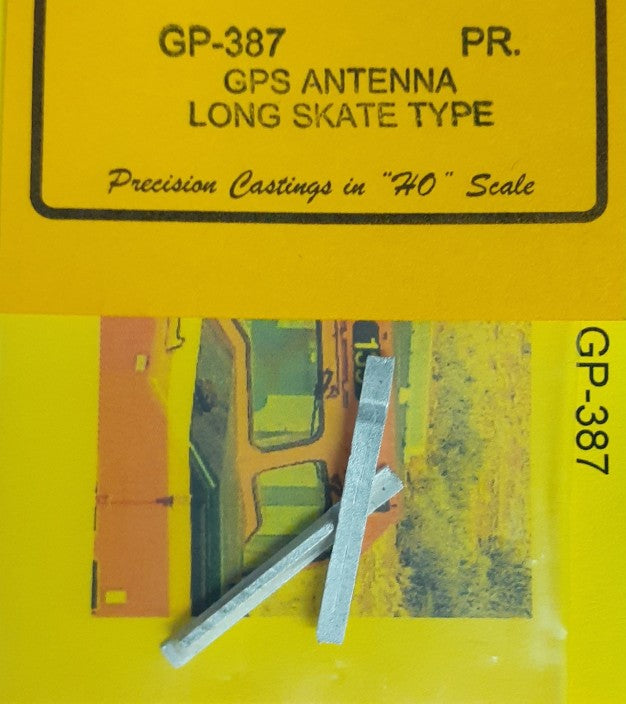 GP-387 PR.
GPS ANTENNA
LONG SKATE TYPE
Precision Castings in "HO" Scale
GP-387